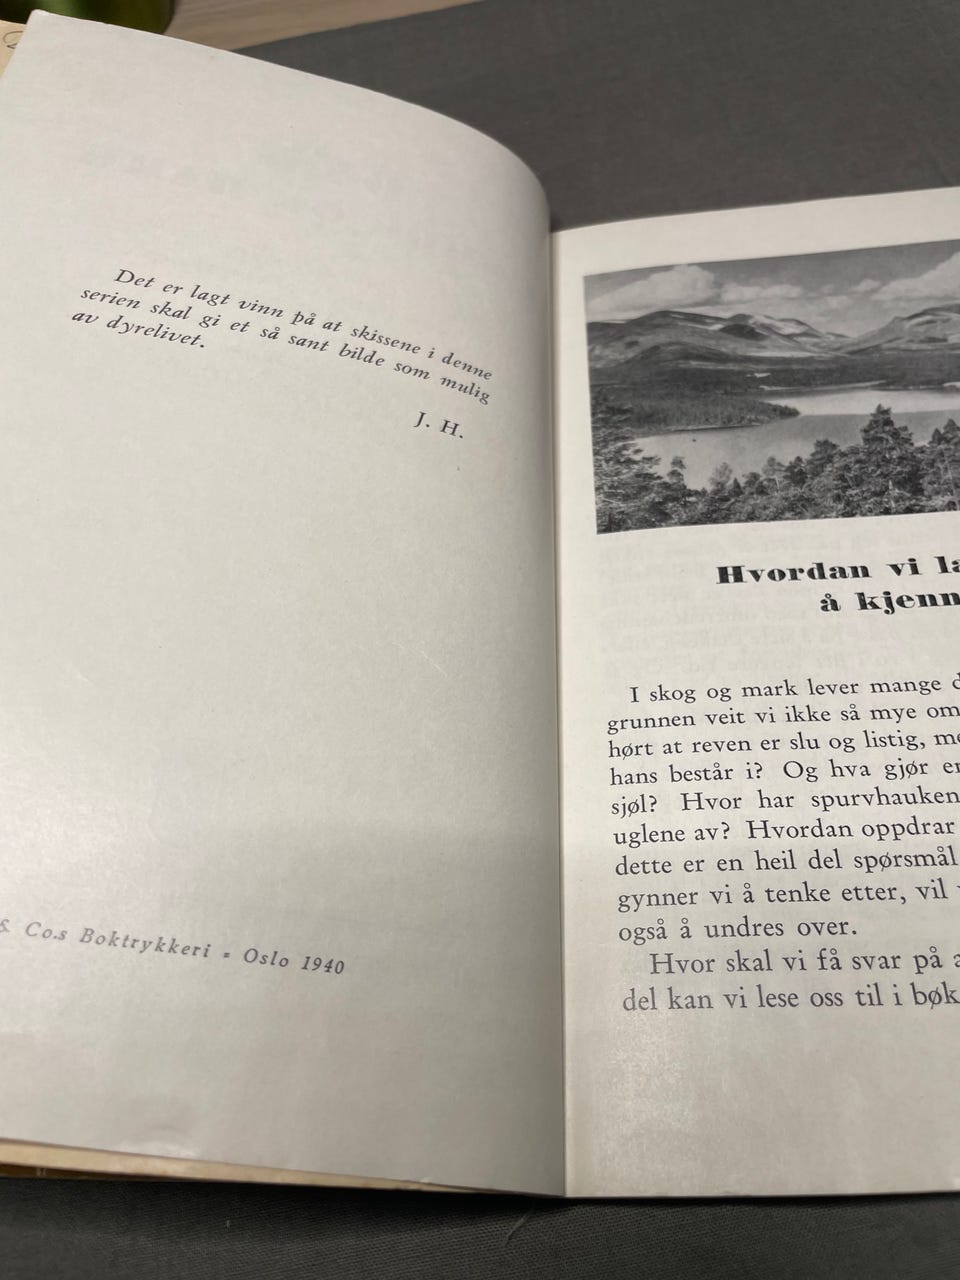 Det er lagt vinn på at skissene i denne
serien skal gi et så sant bilde som mulig
av dyrelivet.
J. H.
& Co.s Boktrykkeri - Oslo 1940
Hvordan vi
å
I skog og mark lever mange
grunnen veit vi ikke så mye om
hørt at reven er slu og listig,
hans består i? Og hva gjør
sjøl? Hvor har spurvhauken
uglene av? Hvordan oppdrar
dette er en heil del spørsmål
gynner vi å tenke etter, vil
også å undres over.
Hvor skal vi få svar på
del kan vi lese oss til i